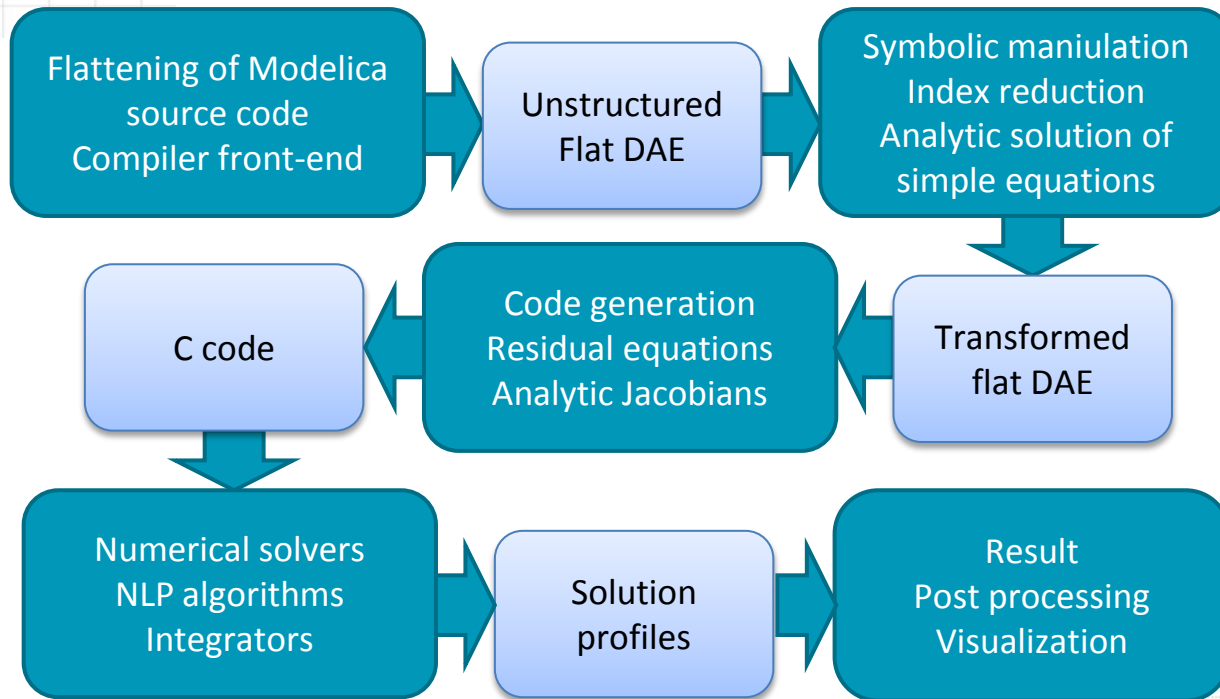 Flattening of Modelica
source code
Compiler front-end
Unstructured
Flat DAE
Symbolic maniulation
Index reduction
Analytic solution of
simple equations
C code
Code generation
Residual equations
Analytic Jacobians
Transformed
flat DAE
Numerical solvers
NLP algorithms
Integrators
Solution
profiles
Result
Post processing
Visualization